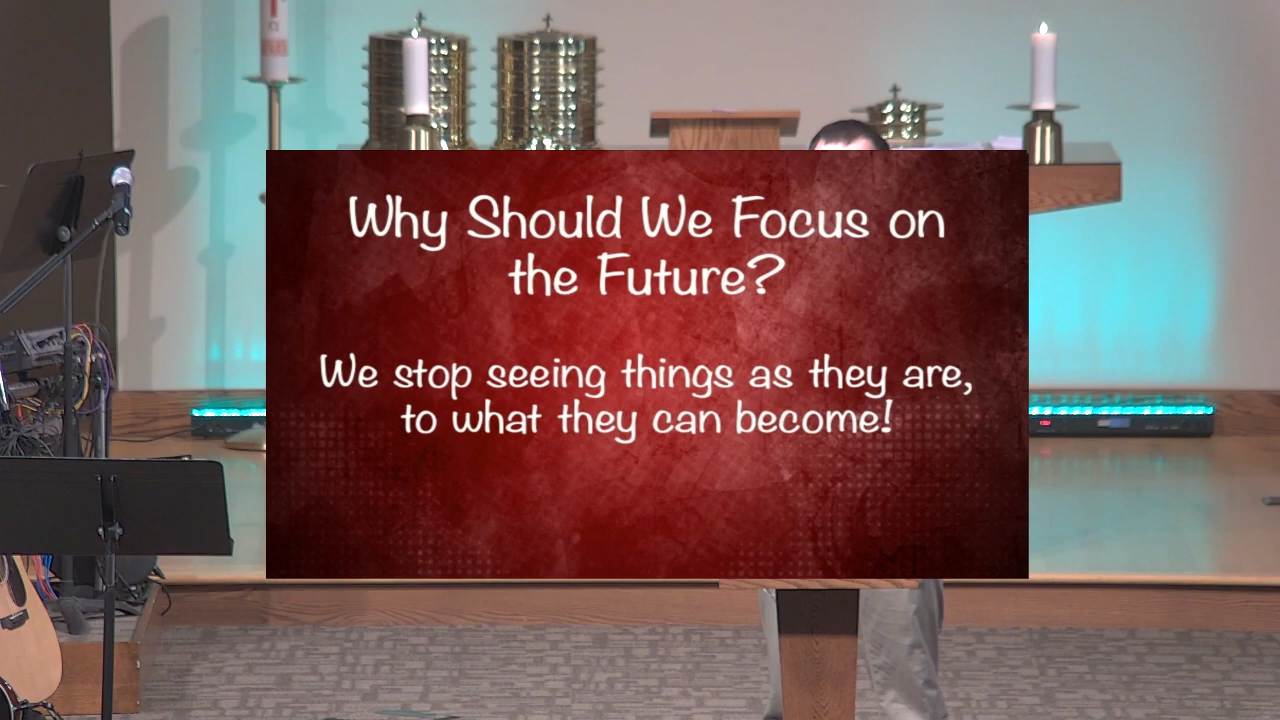 Why Should We Focus on
the Future?
We stop seeing things as they are,
to what they can become!